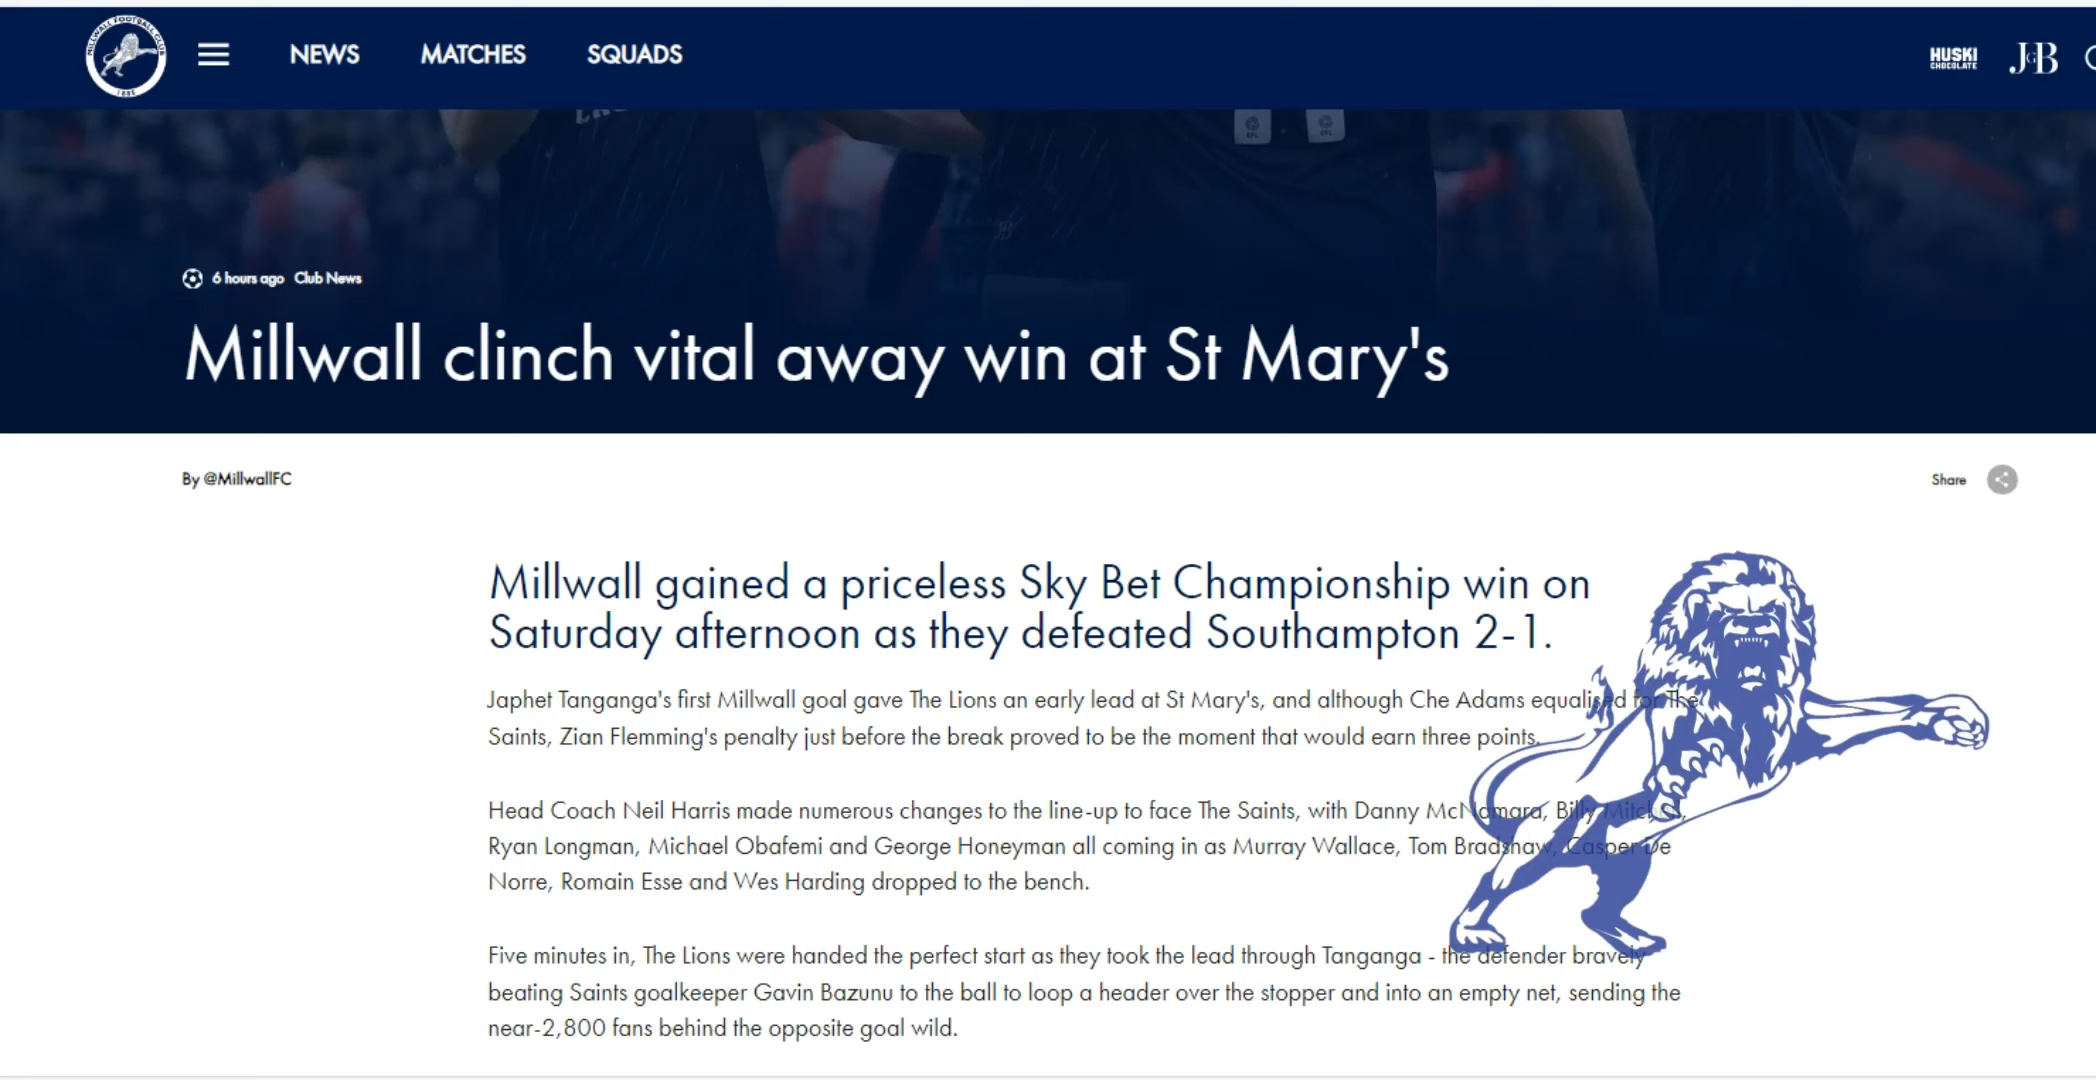 MILLWALL FOOTBALL CLUB
1885
NEWS MATCHES SQUADS
HUSKI
CHOCOLATE
J&B
EFL EFL
6 hours ago Club News
Millwall clinch vital away win at St Mary's
By @MillwallFC
Share
Millwall gained a priceless Sky Bet Championship win on
Saturday afternoon as they defeated Southampton 2-1.
Japhet Tanganga's first Millwall goal gave The Lions an early lead at St Mary's, and although Che Adams equalised for The
Saints, Zian Flemming's penalty just before the break proved to be the moment that would earn three points.
Head Coach Neil Harris made numerous changes to the line-up to face The Saints, with Danny McNamara, Billy Mitchell,
Ryan Longman, Michael Obafemi and George Honeyman all coming in as Murray Wallace, Tom Bradshaw, Casper De
Norre, Romain Esse and Wes Harding dropped to the bench.
Five minutes in, The Lions were handed the perfect start as they took the lead through Tanganga - the defender bravely
beating Saints goalkeeper Gavin Bazunu to the ball to loop a header over the stopper and into an empty net, sending the
near-2,800 fans behind the opposite goal wild.